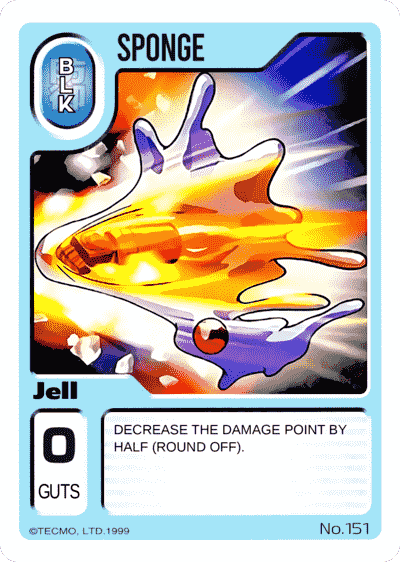 SPONGE
BLK
Jell
0
GUTS
DECREASE THE DAMAGE POINT BY
HALF (ROUND OFF).
©TECMO, LTD.1999
No.151